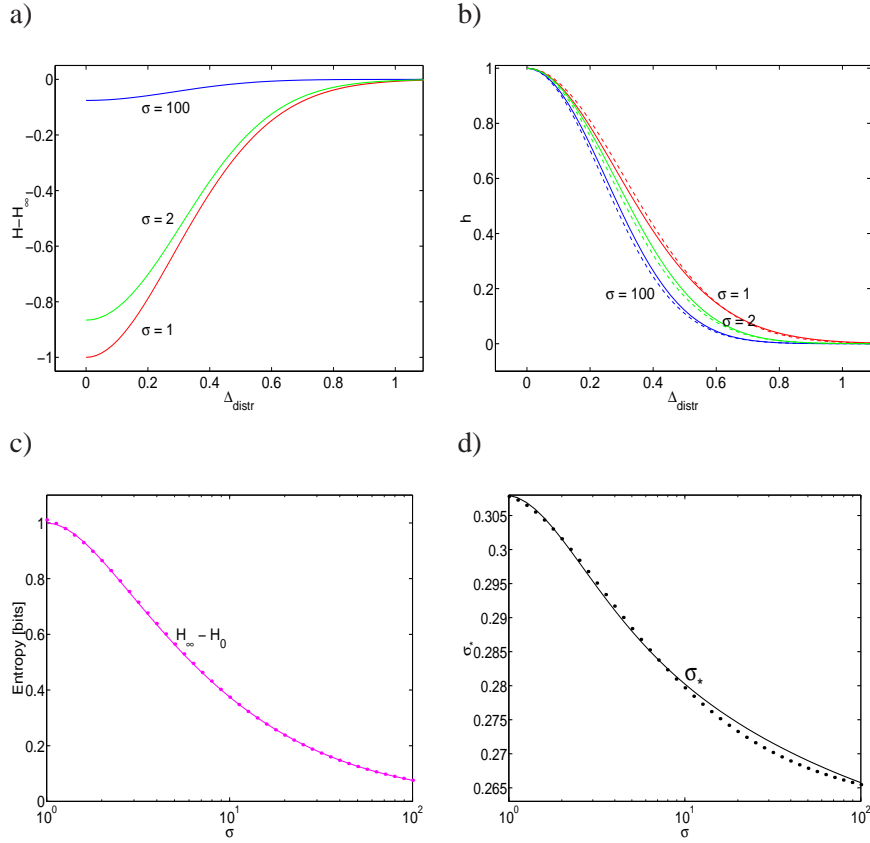 a)
0
−0.2
−0.4
−0.6
−0.8
−1
H−H∞
σ = 100
σ = 2
σ = 1
0 0.2 0.4 0.6 0.8 1
Δdistr
b)
1
0.8
0.6
0.4
0.2
0
h
σ = 100
σ = 1
σ = 2
0 0.2 0.4 0.6 0.8 1
Δdistr
c)
1
0.8
0.6
0.4
0.2
0
Entropy [bits]
H∞ − H0
10^0 10^1 10^2
σ
d)
0.305
0.3
0.295
0.29
0.285
0.28
0.275
0.27
0.265
σ*
σ*
10^0 10^1 10^2
σ